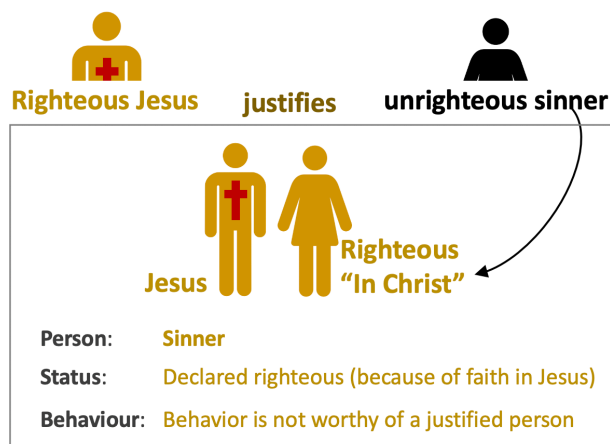 Righteous Jesus justifies unrighteous sinner
Jesus
Righteous
“In Christ”
Person: Sinner
Status: Declared righteous (because of faith in Jesus)
Behaviour: Behavior is not worthy of a justified person